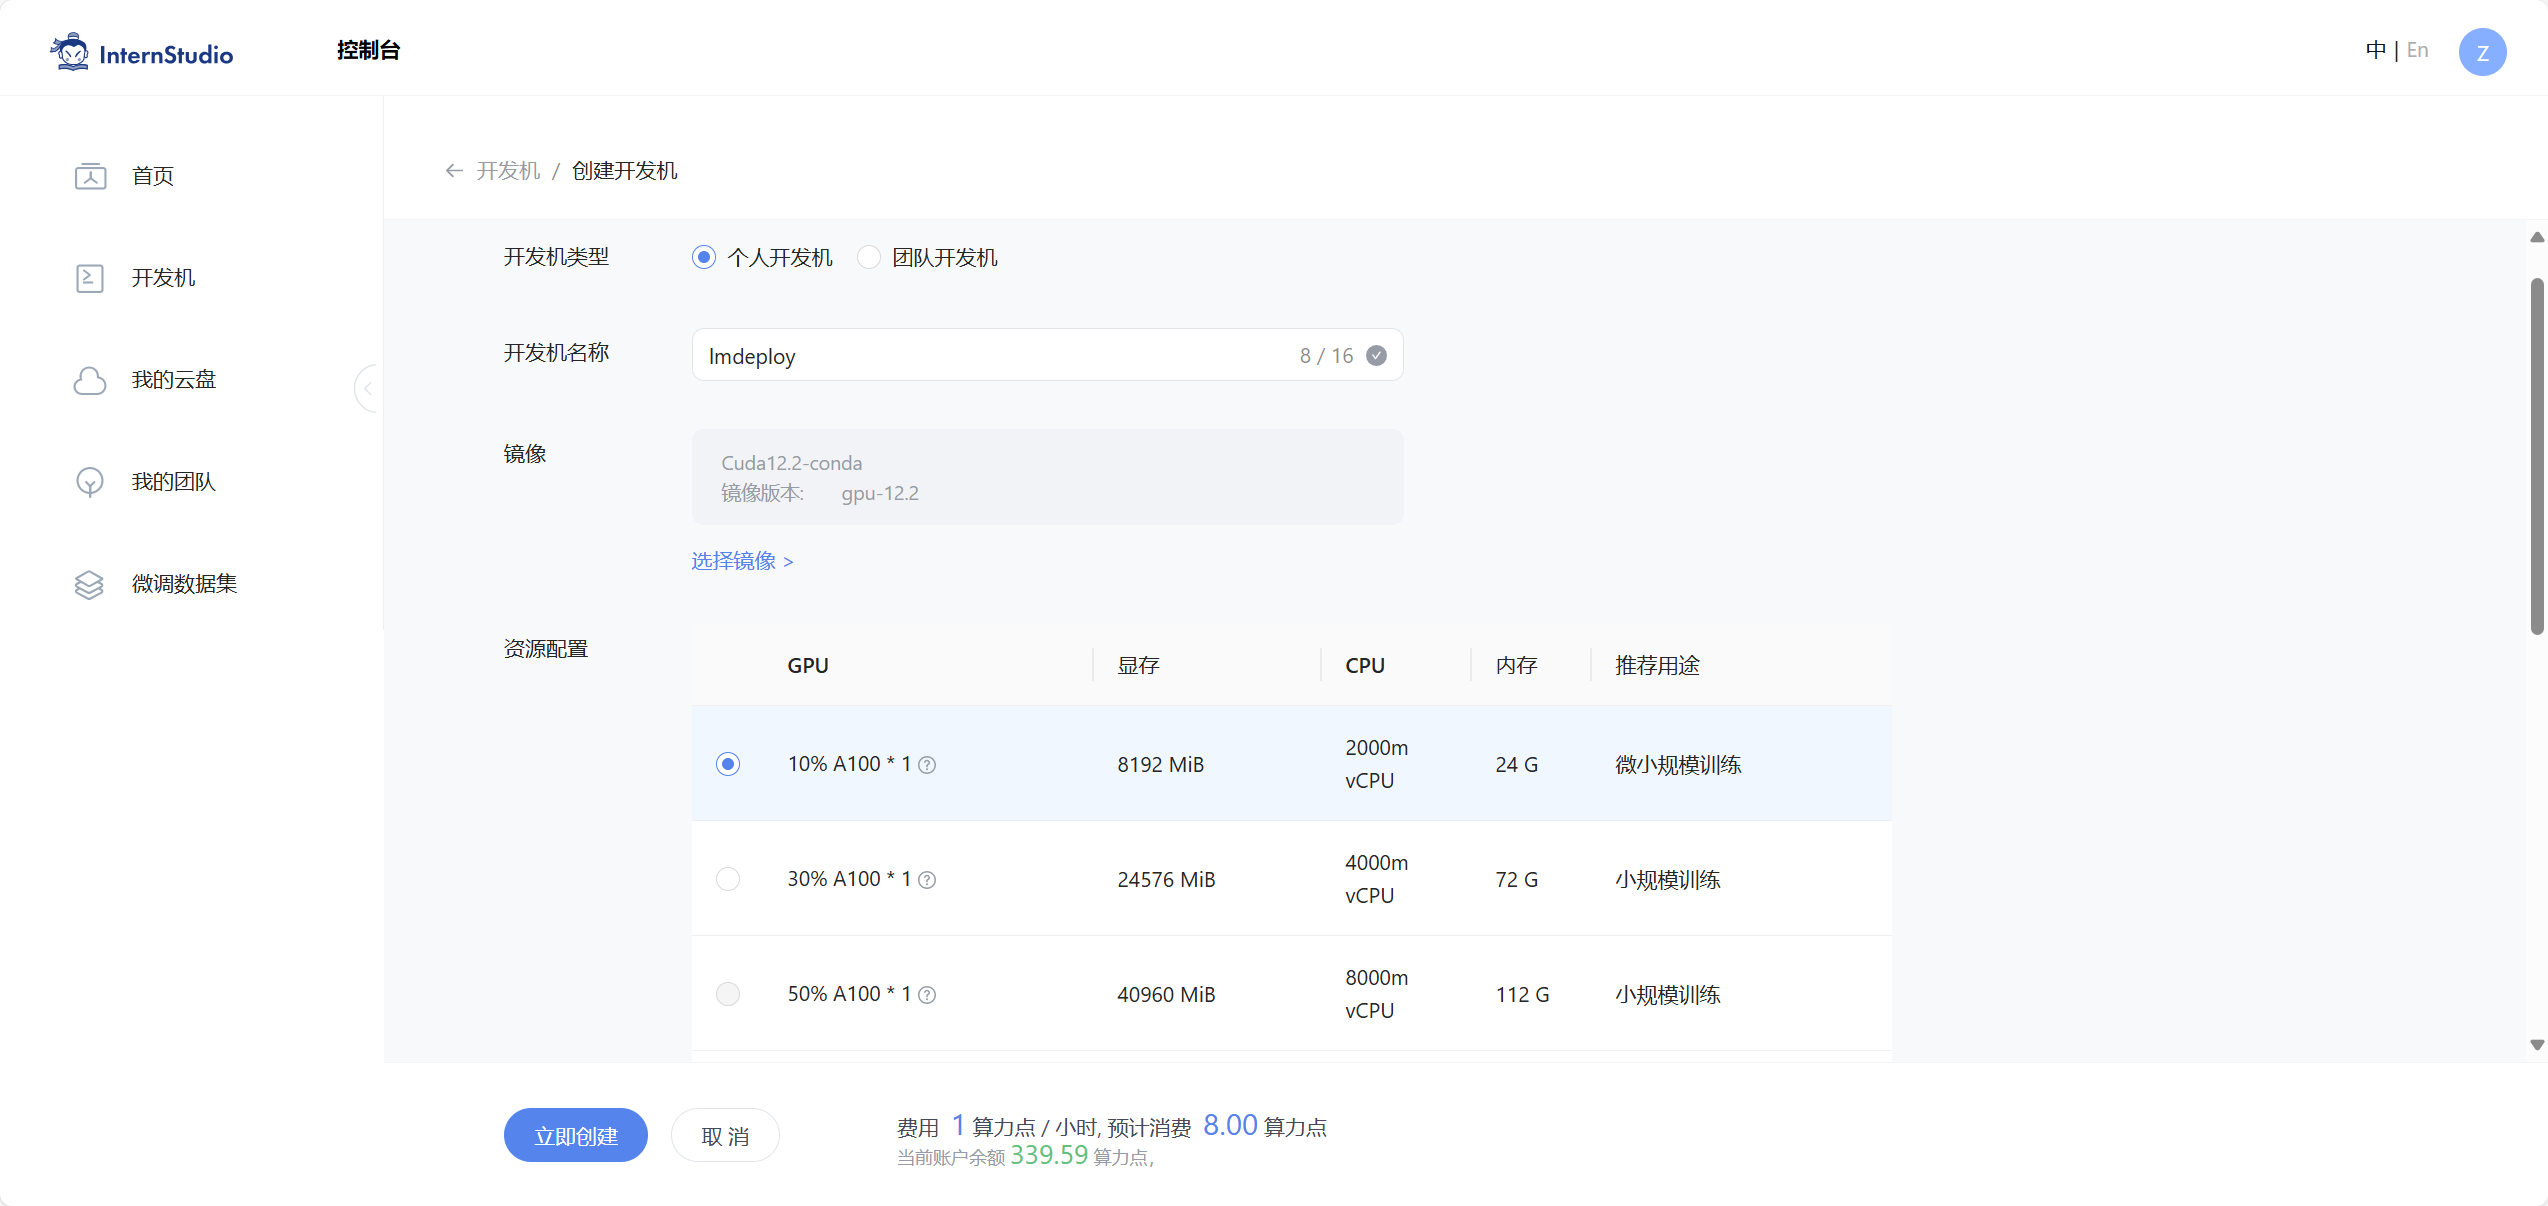 InternStudio
控制台
中 | En
Z
首页
开发机
我的云盘
我的团队
微调数据集
← 开发机 / 创建开发机
开发机类型
个人开发机
团队开发机
开发机名称
lmdeploy
8 / 16
镜像
Cuda12.2-conda
镜像版本: gpu-12.2
选择镜像 >
资源配置
GPU 显存 CPU 内存 推荐用途
10% A100 * 1 8192 MiB 2000m vCPU 24 G 微小规模训练
30% A100 * 1 24576 MiB 4000m vCPU 72 G 小规模训练
50% A100 * 1 40960 MiB 8000m vCPU 112 G 小规模训练
立即创建
取 消
费用 1 算力点 / 小时, 预计消费 8.00 算力点
当前账户余额 339.59 算力点,